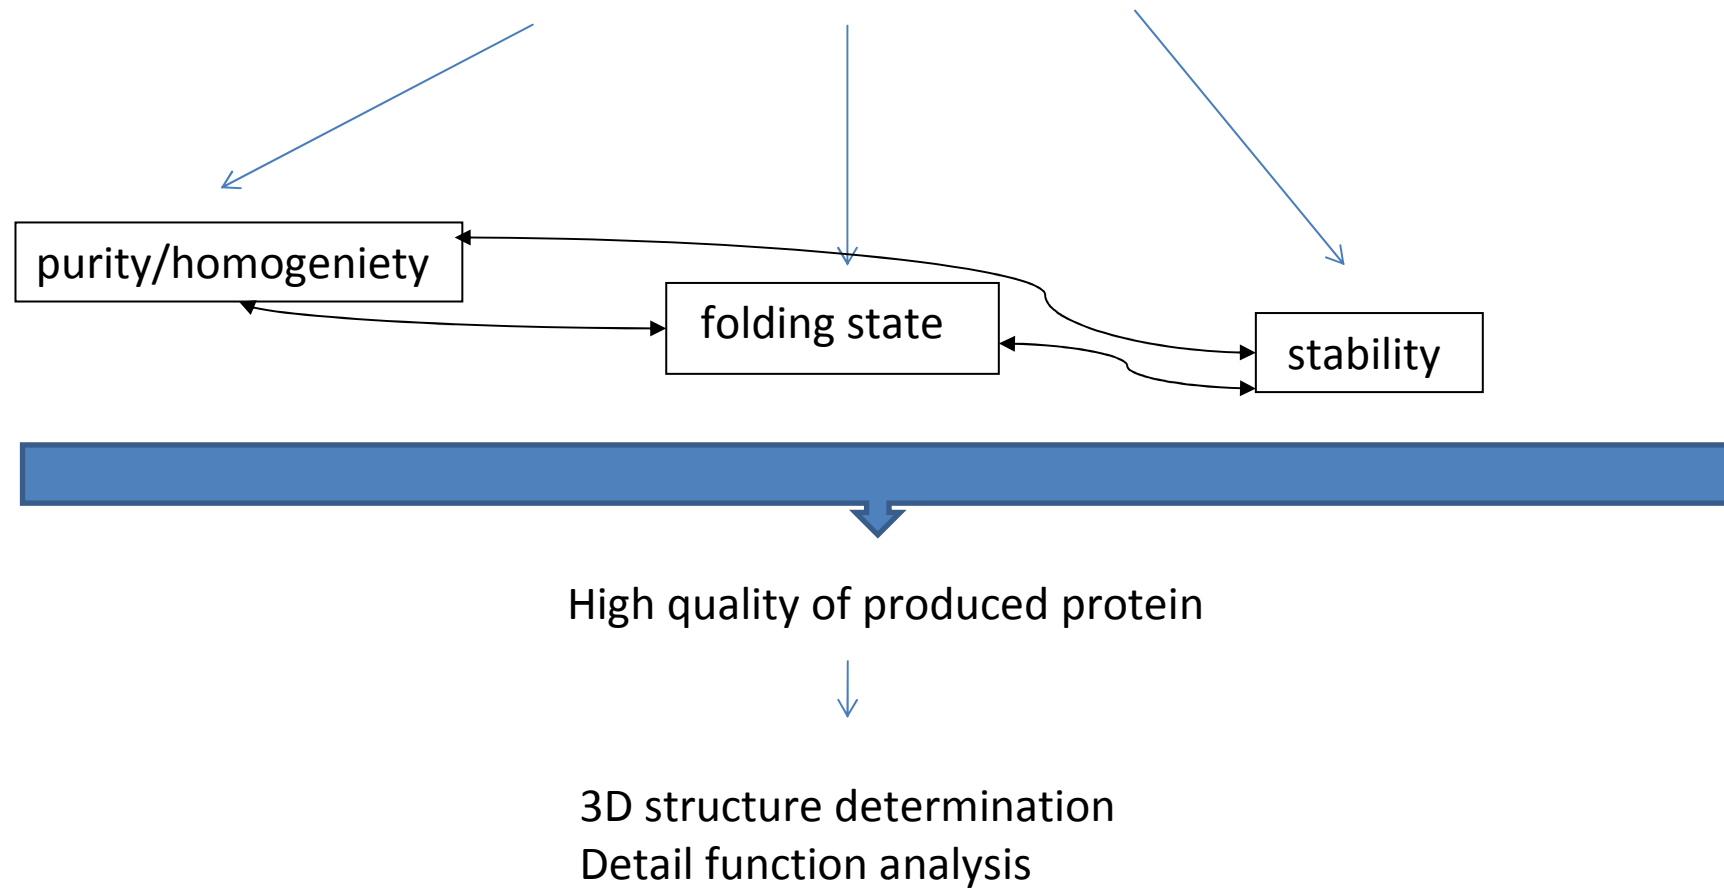 purity/homogeniety
folding state
stability
High quality of produced protein
3D structure determination
Detail function analysis